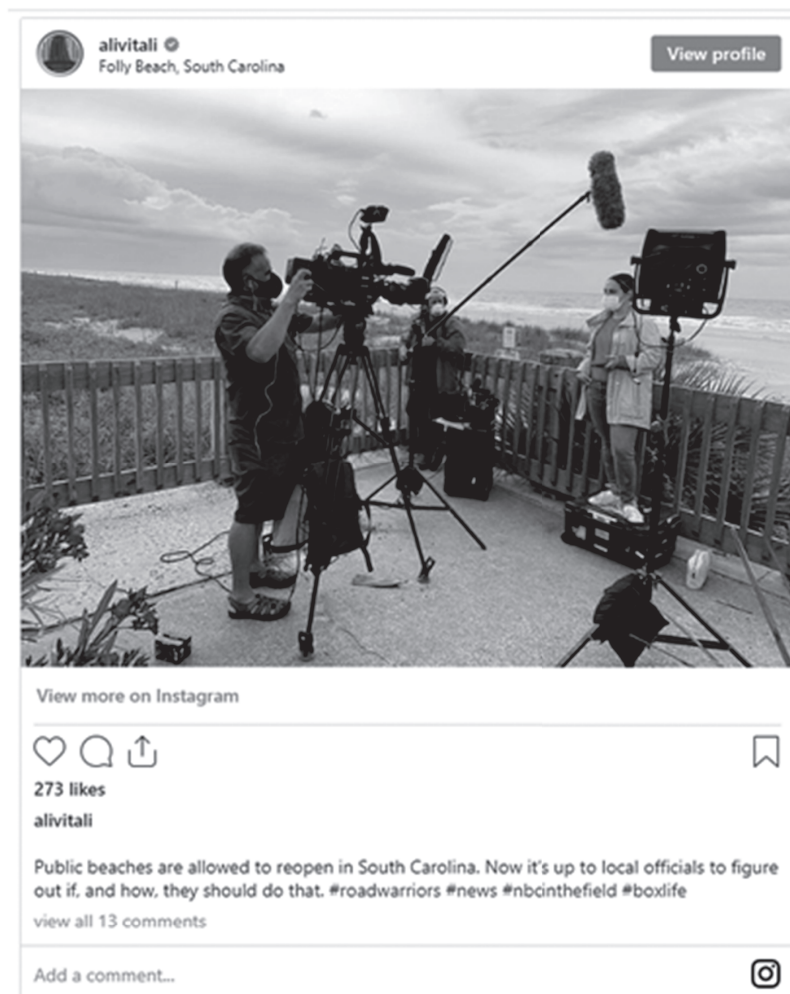 alivitali
Folly Beach, South Carolina
View profile
View more on Instagram
273 likes
alivitali
Public beaches are allowed to reopen in South Carolina. Now it's up to local officials to figure
out if, and how, they should do that. #roadwarriors #news #nbcinthefield #boxlife
view all 13 comments
Add a comment...